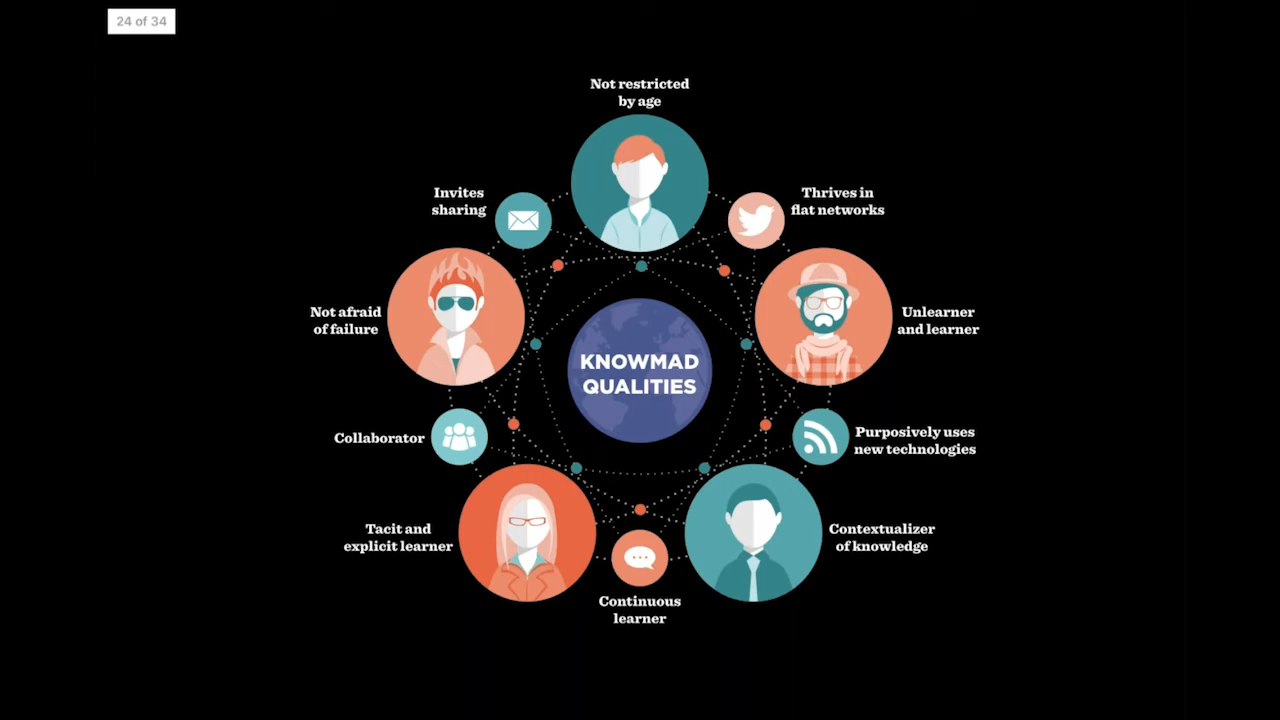 24 of 34
Not restricted
by age
Invites
sharing
Thrives in
flat networks
Not afraid
of failure
Unlearner
and learner
KNOWMAD
QUALITIES
Collaborator
Purposively uses
new technologies
Tacit and
explicit learner
Contextualizer
of knowledge
Continuous
learner